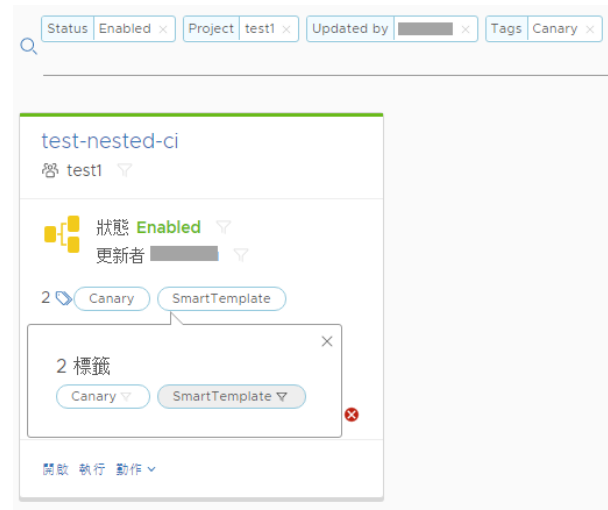 Status Enabled × Project test1 × Updated by × Tags Canary ×
test-nested-ci
test1
狀態 Enabled
更新者
2 Canary SmartTemplate
2 標籤
Canary SmartTemplate
開啟 執行 動作